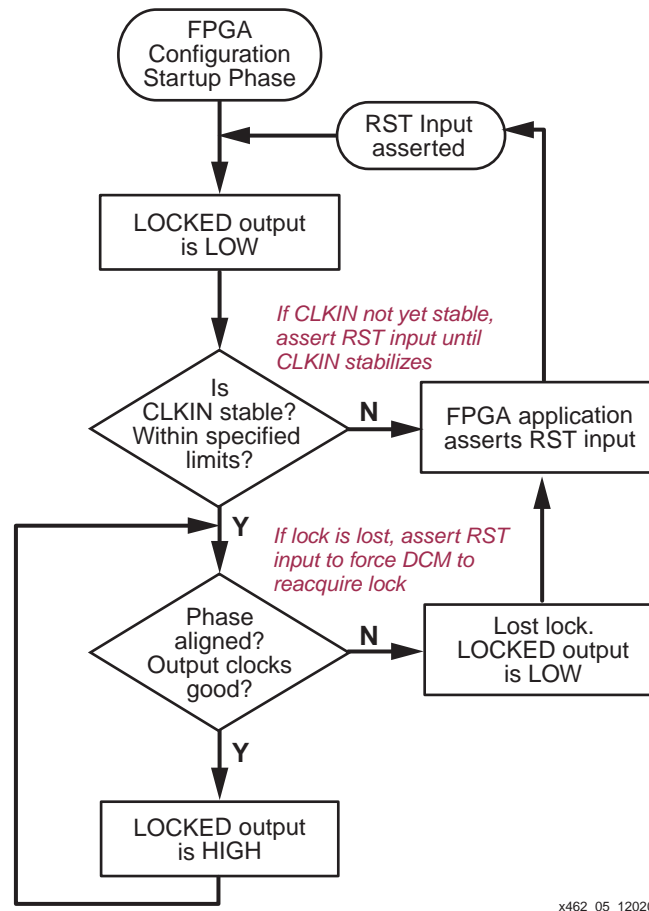 FPGA
Configuration
Startup Phase
RST Input
asserted
LOCKED output
is LOW
If CLKIN not yet stable,
assert RST input until
CLKIN stabilizes
Is
CLKIN stable?
Within specified
limits?
N
FPGA application
asserts RST input
Y
If lock is lost, assert RST
input to force DCM to
reacquire lock
Phase
aligned?
Output clocks
good?
N
Lost lock.
LOCKED output
is LOW
Y
LOCKED output
is HIGH